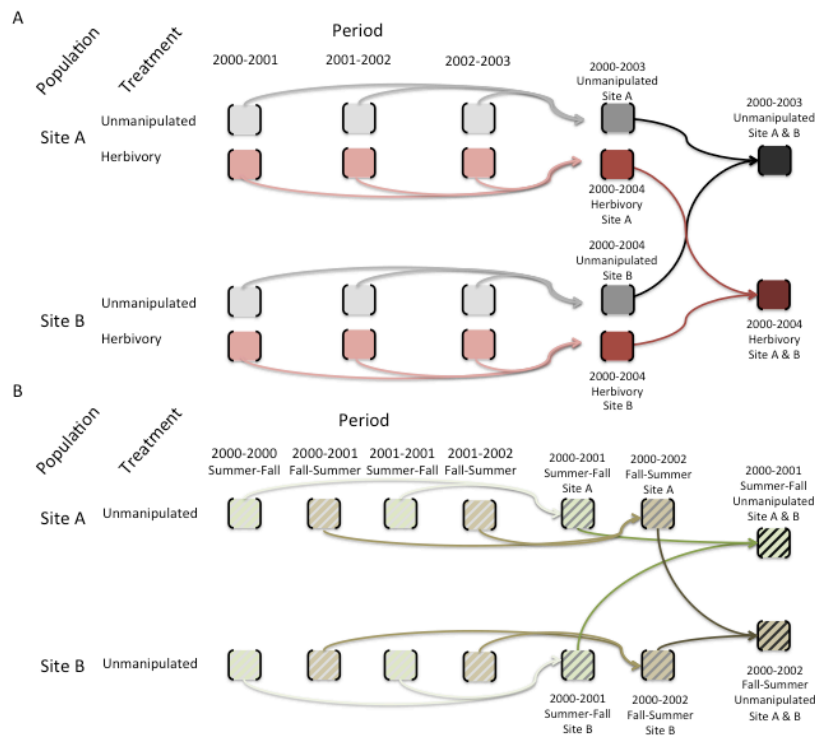 A
Population
Treatment
Period
2000-2001
2001-2002
2002-2003
2000-2003
Unmanipulated
Site A
2000-2003
Unmanipulated
Site A & B
Site A
Unmanipulated
Herbivory
2000-2004
Herbivory
Site A
2000-2004
Unmanipulated
Site B
Site B
Unmanipulated
Herbivory
2000-2004
Herbivory
Site A & B
2000-2004
Herbivory
Site B
B
Population
Treatment
Period
2000-2000
Summer-Fall
2000-2001
Fall-Summer
2001-2001
Summer-Fall
2001-2002
Fall-Summer
2000-2001
Summer-Fall
Site A
2000-2002
Fall-Summer
Site A
2000-2001
Summer-Fall
Unmanipulated
Site A & B
Site A
Unmanipulated
Site B
Unmanipulated
2000-2001
Summer-Fall
Site B
2000-2002
Fall-Summer
Site B
2000-2002
Fall-Summer
Unmanipulated
Site A & B